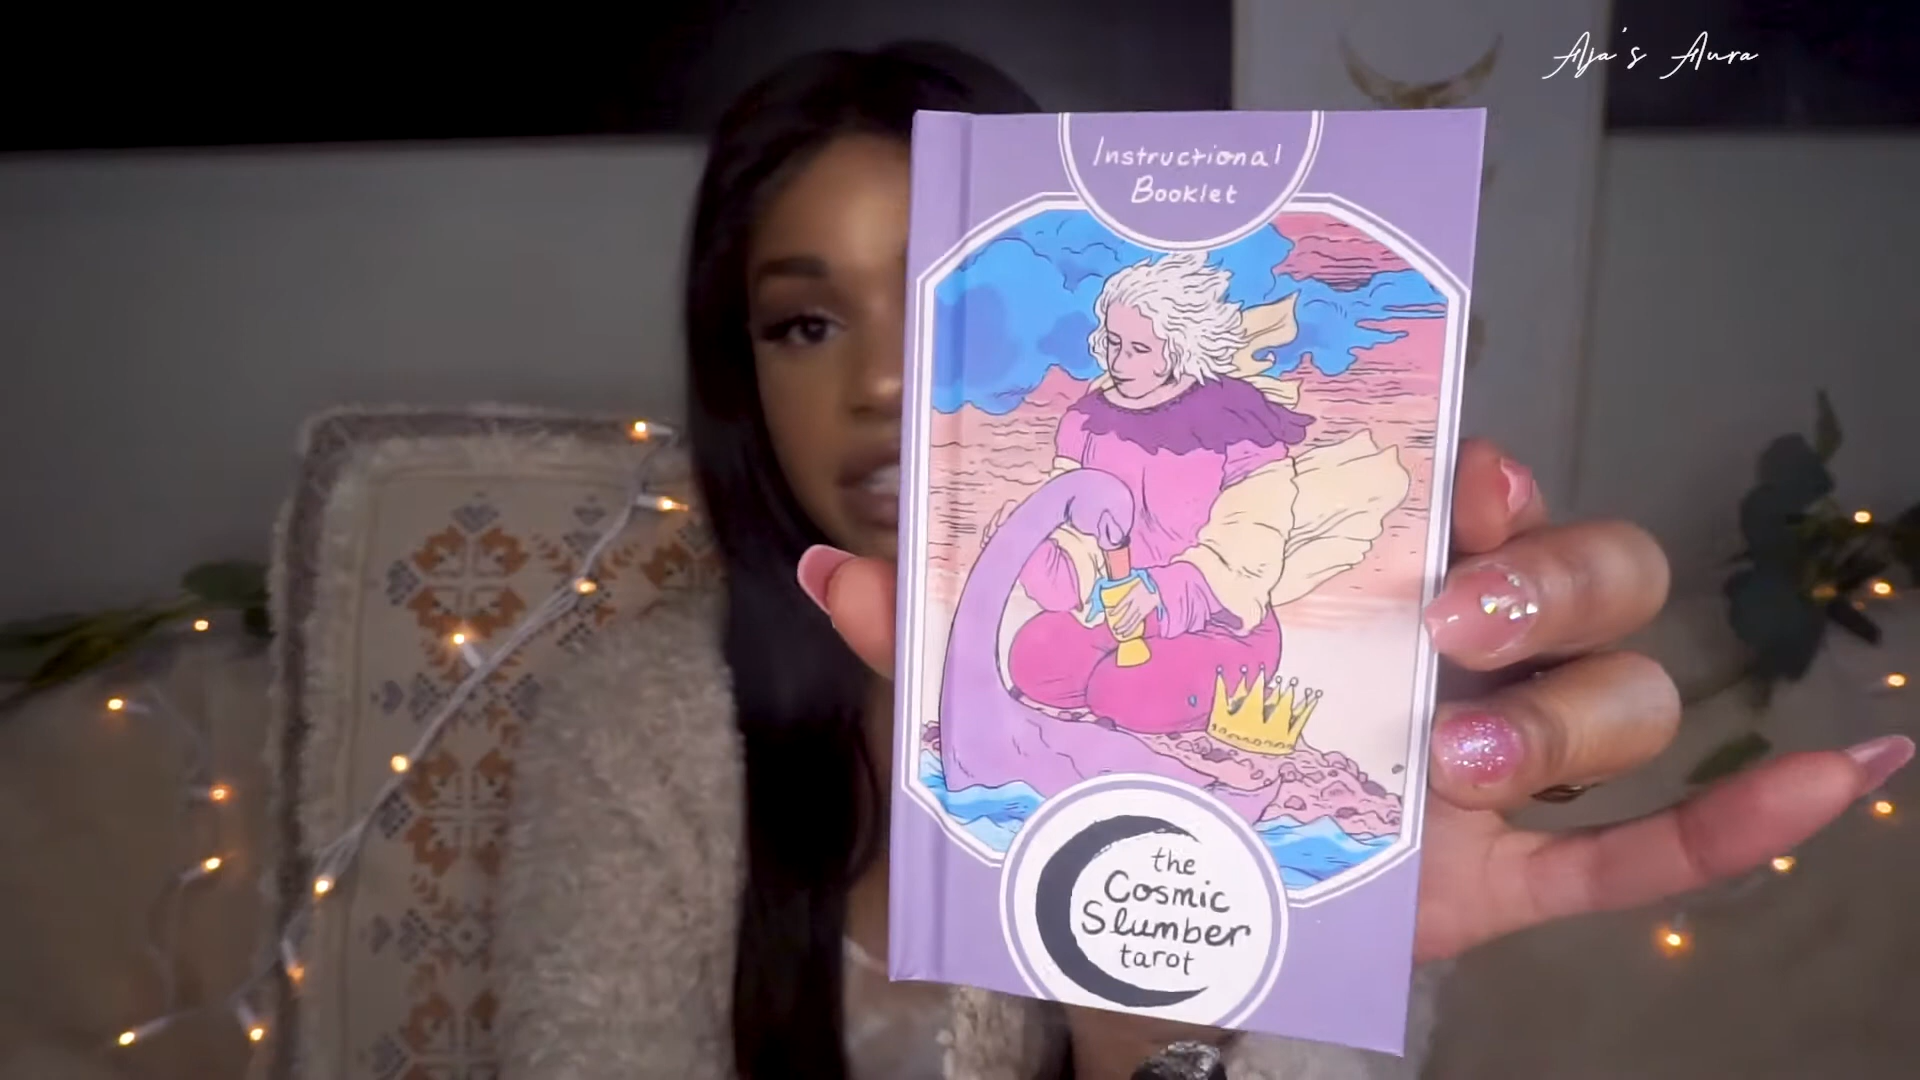 Aja's Aura
Instructional
Booklet
the
Cosmic
Slumber
tarot